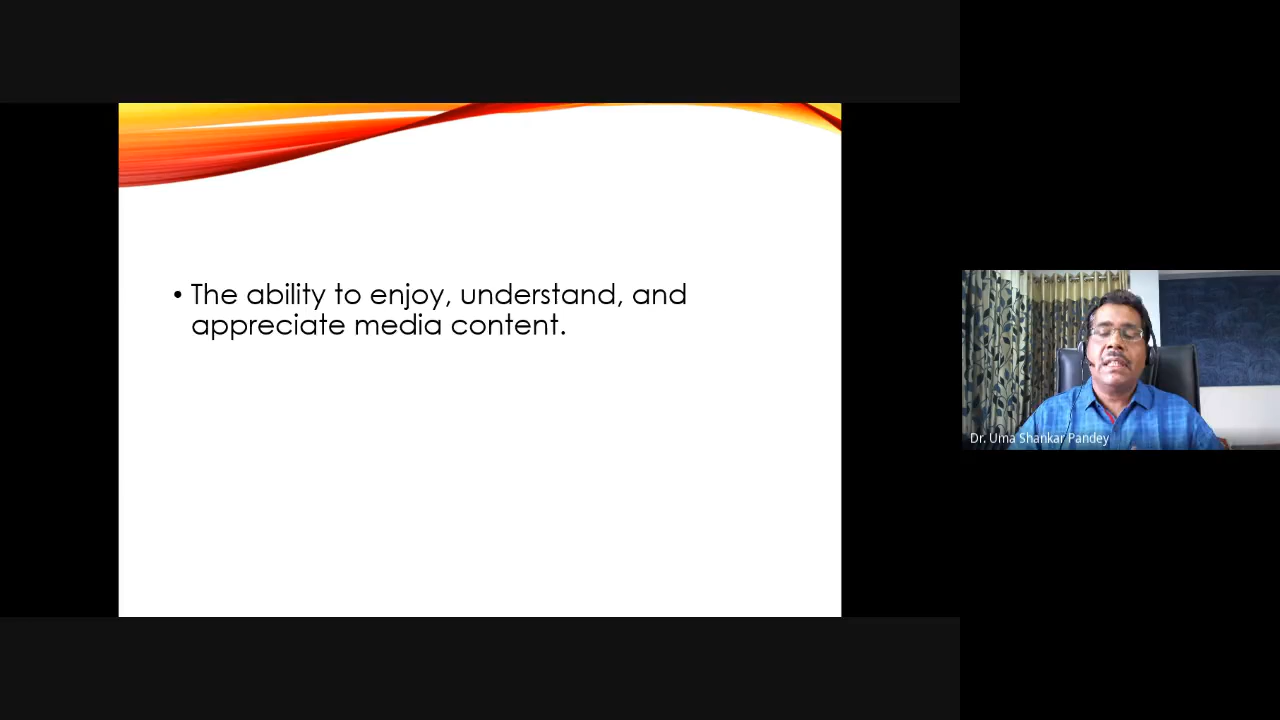 • The ability to enjoy, understand, and
appreciate media content.
Dr. Uma Shankar Pandey